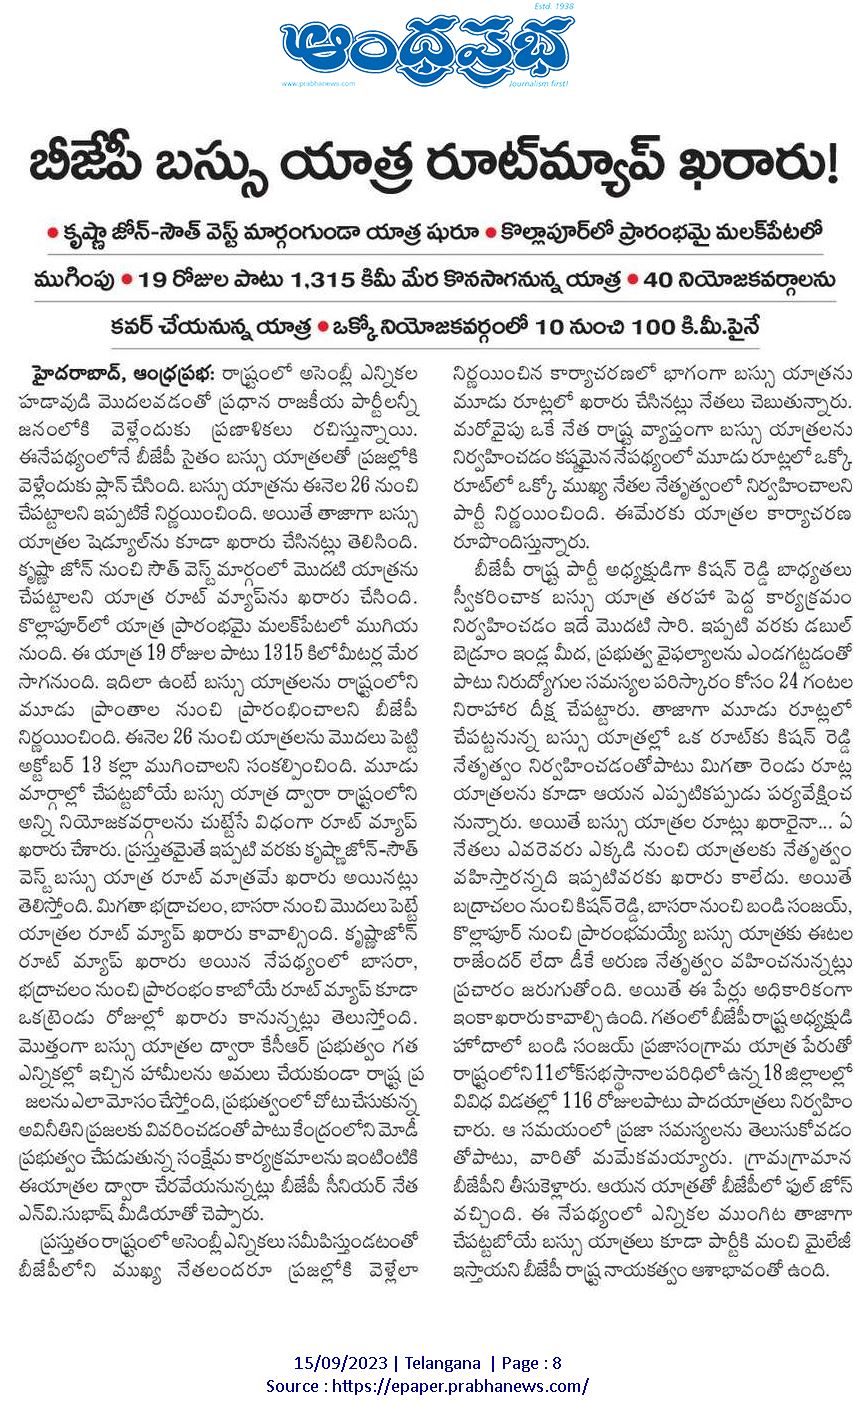 Estd. 1938
ఆంధ్రప్రభ
www.prabhanews.com
Journalism first!
బీజేపీ బస్సు యాత్ర రూట్‌మ్యాప్ ఖరారు!
• కృష్ణా జోన్-సౌత్ వెస్ట్ మార్గంగుండా యాత్ర షురూ • కొల్లాపూర్‌లో ప్రారంభమై మలక్‌పేటలో
ముగింపు • 19 రోజుల పాటు 1,315 కిమీ మేర కొనసాగనున్న యాత్ర • 40 నియోజకవర్గాలను
కవర్ చేయనున్న యాత్ర • ఒక్కో నియోజకవర్గంలో 10 నుంచి 100 కి.మీ.పైనే
హైదరాబాద్, ఆంధ్రప్రభ: రాష్ట్రంలో అసెంబ్లీ ఎన్నికల
హడావుడి మొదలవడంతో ప్రధాన రాజకీయ పార్టీలన్నీ
జనంలోకి వెళ్లేందుకు ప్రణాళికలు రచిస్తున్నాయి.
ఈనేపథ్యంలోనే బీజేపీ సైతం బస్సు యాత్రలతో ప్రజల్లోకి
వెళ్లేందుకు ప్లాన్ చేసింది. బస్సు యాత్రను ఈనెల 26 నుంచి
చేపట్టాలని ఇప్పటికే నిర్ణయించింది. అయితే తాజాగా బస్సు
యాత్రల షెడ్యూల్‌ను కూడా ఖరారు చేసినట్లు తెలిసింది.
కృష్ణా జోన్ నుంచి సౌత్ వెస్ట్ మార్గంలో మొదటి యాత్రను
చేపట్టాలని యాత్ర రూట్ మ్యాప్‌ను ఖరారు చేసింది.
కొల్లాపూర్‌లో యాత్ర ప్రారంభమై మలక్‌పేటలో ముగియ
నుంది. ఈ యాత్ర 19 రోజుల పాటు 1315 కిలోమీటర్ల మేర
సాగనుంది. ఇదిలా ఉంటే బస్సు యాత్రలను రాష్ట్రంలోని
మూడు ప్రాంతాల నుంచి ప్రారంభించాలని బీజేపీ
నిర్ణయించింది. ఈనెల 26 నుంచి యాత్రలను మొదలు పెట్టి
అక్టోబర్ 13 కల్లా ముగించాలని సంకల్పించింది. మూడు
మార్గాల్లో చేపట్టబోయే బస్సు యాత్ర ద్వారా రాష్ట్రంలోని
అన్ని నియోజకవర్గాలను చుట్టేసే విధంగా రూట్ మ్యాప్
ఖరారు చేశారు. ప్రస్తుతమైతే ఇప్పటి వరకు కృష్ణాజోన్-సౌత్
వెస్ట్ బస్సు యాత్ర రూట్ మాత్రమే ఖరారు అయినట్లు
తెలిస్తోంది. మిగతా భద్రాచలం, బాసరా నుంచి మొదలు పెట్టే
యాత్రల రూట్ మ్యాప్ ఖరారు కావాల్సింది. కృష్ణాజోన్
రూట్ మ్యాప్ ఖరారు అయిన నేపథ్యంలో బాసరా,
భద్రాచలం నుంచి ప్రారంభం కాబోయే రూట్ మ్యాప్ కూడా
ఒకట్రెండు రోజుల్లో ఖరారు కానున్నట్లు తెలుస్తోంది.
మొత్తంగా బస్సు యాత్రల ద్వారా కేసీఆర్ ప్రభుత్వం గత
ఎన్నికల్లో ఇచ్చిన హామీలను అమలు చేయకుండా రాష్ట్ర ప్ర
జలను ఎలా మోసం చేస్తోంది, ప్రభుత్వంలో చోటు చేసుకున్న
అవినీతిని ప్రజలకు వివరించడంతో పాటు కేంద్రంలోని మోడీ
ప్రభుత్వం చేపడుతున్న సంక్షేమ కార్యక్రమాలను ఇంటింటికి
ఈయాత్రల ద్వారా చేరవేయనున్నట్లు బీజేపీ సీనియర్ నేత
ఎన్‌వి.సుభాష్ మీడియాతో చెప్పారు.
ప్రస్తుతం రాష్ట్రంలో అసెంబ్లీ ఎన్నికలు సమీపిస్తుండటంతో
బీజేపీలోని ముఖ్య నేతలందరూ ప్రజల్లోకి వెళ్లేలా
నిర్ణయించిన కార్యాచరణలో భాగంగా బస్సు యాత్రను
మూడు రూట్లలో ఖరారు చేసినట్లు నేతలు చెబుతున్నారు.
మరోవైపు ఒకే నేత రాష్ట్ర వ్యాప్తంగా బస్సు యాత్రలను
నిర్వహించడం కష్టమైన నేపథ్యంలో మూడు రూట్లలో ఒక్కో
రూట్‌లో ఒక్కో ముఖ్య నేతల నేతృత్వంలో నిర్వహించాలని
పార్టీ నిర్ణయించింది. ఈమేరకు యాత్రల కార్యాచరణ
రూపొందిస్తున్నారు.
బీజేపీ రాష్ట్ర పార్టీ అధ్యక్షుడిగా కిషన్ రెడ్డి బాధ్యతలు
స్వీకరించాక బస్సు యాత్ర తరహా పెద్ద కార్యక్రమం
నిర్వహించడం ఇదే మొదటి సారి. ఇప్పటి వరకు డబుల్
బెడ్రూం ఇండ్ల మీద, ప్రభుత్వ వైఫల్యాలను ఎండగట్టడంతో
పాటు నిరుద్యోగుల సమస్యల పరిష్కారం కోసం 24 గంటల
నిరాహార దీక్ష చేపట్టారు. తాజాగా మూడు రూట్లలో
చేపట్టనున్న బస్సు యాత్రల్లో ఒక రూట్‌కు కిషన్ రెడ్డి
నేతృత్వం నిర్వహించడంతోపాటు మిగతా రెండు రూట్ల
యాత్రలను కూడా ఆయన ఎప్పటికప్పుడు పర్యవేక్షించ
నున్నారు. అయితే బస్సు యాత్రల రూట్లు ఖరారైనా... ఏ
నేతలు ఎవరెవరు ఎక్కడి నుంచి యాత్రలకు నేతృత్వం
వహిస్తారన్నది ఇప్పటివరకు ఖరారు కాలేదు. అయితే
బద్రాచలం నుంచి కిషన్ రెడ్డి, బాసరా నుంచి బండి సంజయ్,
కొల్లాపూర్ నుంచి ప్రారంభమయ్యే బస్సు యాత్రకు ఈటల
రాజేందర్ లేదా డీకే అరుణ నేతృత్వం వహించనున్నట్లు
ప్రచారం జరుగుతోంది. అయితే ఈ పేర్లు అధికారికంగా
ఇంకా ఖరారు కావాల్సి ఉంది. గతంలో బీజేపీ రాష్ట్ర అధ్యక్షుడి
హోదాలో బండి సంజయ్ ప్రజాసంగ్రామ యాత్ర పేరుతో
రాష్ట్రంలోని 11లోక్‌సభ స్థానాల పరిధిలో ఉన్న 18 జిల్లాలల్లో
వివిధ విడతల్లో 116 రోజులపాటు పాదయాత్రలు నిర్వహిం
చారు. ఆ సమయంలో ప్రజా సమస్యలను తెలుసుకోవడం
తోపాటు, వారితో మమేకమయ్యారు. గ్రామగ్రామాన
బీజేపీని తీసుకెళ్లారు. ఆయన యాత్రతో బీజేపీలో ఫుల్ జోస్
వచ్చింది. ఈ నేపథ్యంలో ఎన్నికల ముంగిట తాజాగా
చేపట్టబోయే బస్సు యాత్రలు కూడా పార్టీకి మంచి మైలేజీ
ఇస్తాయని బీజేపీ రాష్ట్ర నాయకత్వం ఆశాభావంతో ఉంది.
15/09/2023 | Telangana | Page : 8
Source : https://epaper.prabhanews.com/